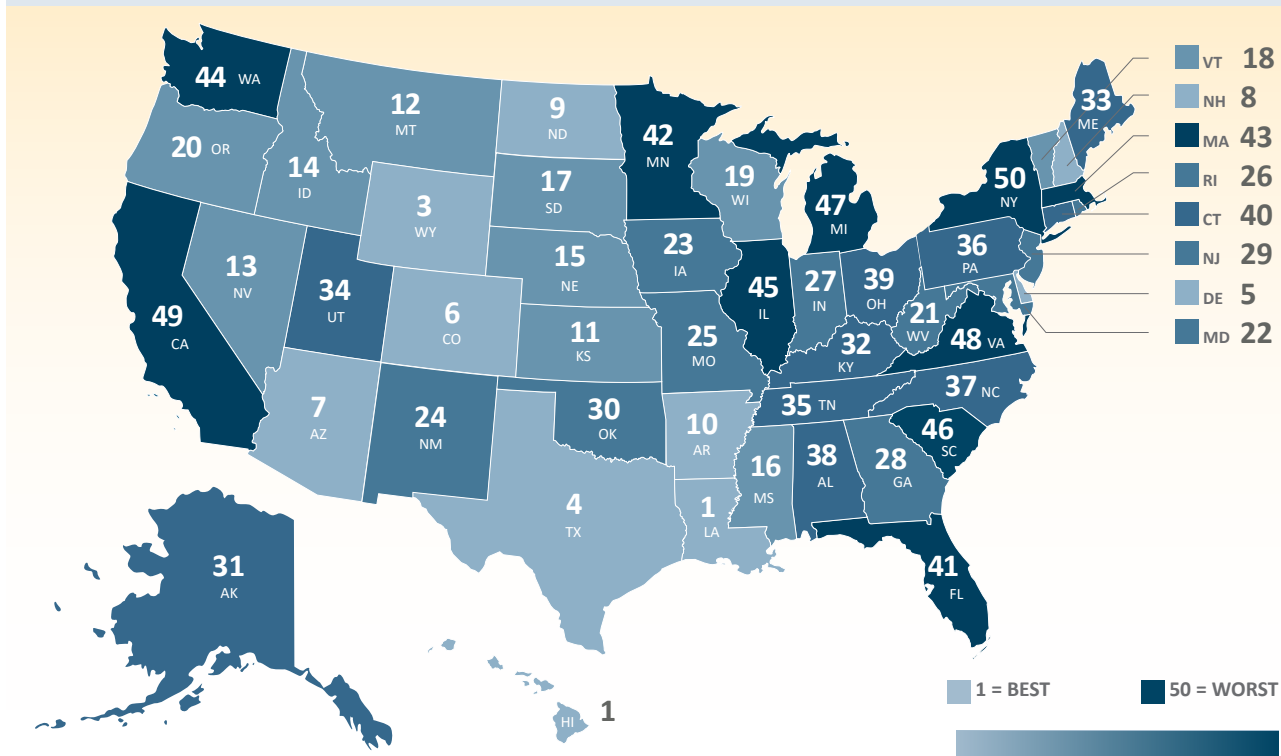 44 WA
12
MT
9
ND
42
MN
20 OR
14
ID
17
SD
19
WI
47
MI
50
NY
33
ME
3
WY
23
IA
13
NV
15
NE
36
PA
34
UT
6
CO
45
IL
27
IN
39
OH
21
WV
49
CA
11
KS
25
MO
32
KY
48 VA
37 NC
7
AZ
24
NM
30
OK
10
AR
35 TN
46
SC
4
TX
1
LA
16
MS
38
AL
28
GA
41
FL
31
AK
HI 1
VT 18
NH 8
MA 43
RI 26
CT 40
NJ 29
DE 5
MD 22
1 = BEST
50 = WORST